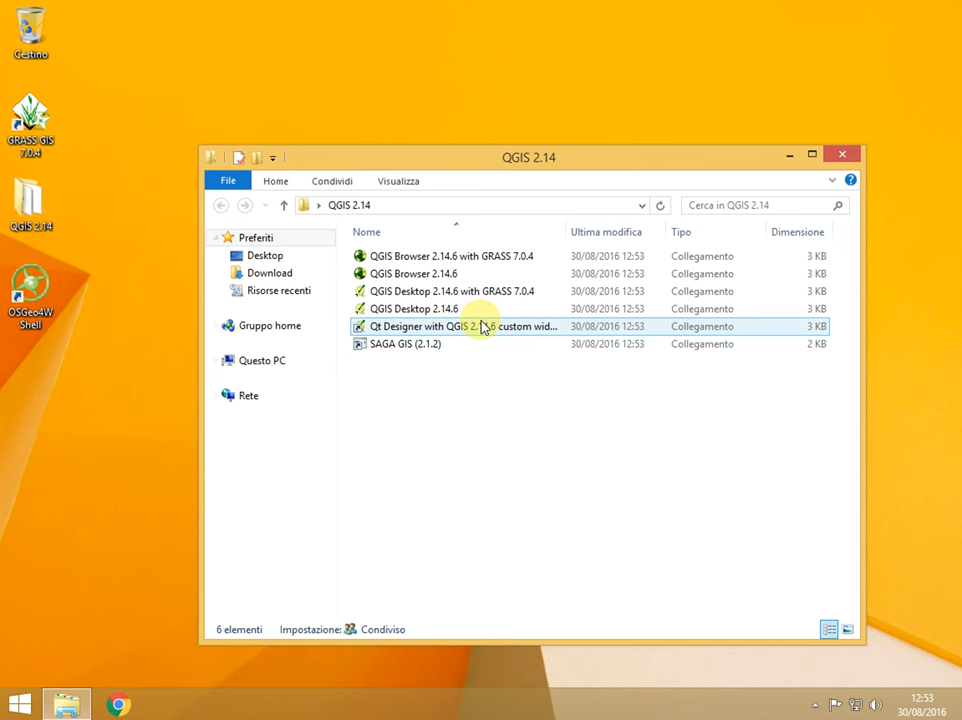 Cestino
GRASS GIS
7.0.4
QGIS 2.14
OSGeo4W
Shell
QGIS 2.14
File Home Condividi Visualizza
QGIS 2.14
Cerca in QGIS 2.14
Nome Ultima modifica Tipo Dimensione
Preferiti
Desktop
Download
Risorse recenti
Gruppo home
Questo PC
Rete
QGIS Browser 2.14.6 with GRASS 7.0.4 30/08/2016 12:53 Collegamento 3 KB
QGIS Browser 2.14.6 30/08/2016 12:53 Collegamento 3 KB
QGIS Desktop 2.14.6 with GRASS 7.0.4 30/08/2016 12:53 Collegamento 3 KB
QGIS Desktop 2.14.6 30/08/2016 12:53 Collegamento 3 KB
Qt Designer with QGIS custom wid... 30/08/2016 12:53 Collegamento 3 KB
SAGA GIS (2.1.2) 30/08/2016 12:53 Collegamento 2 KB
6 elementi Impostazione: Condiviso
12:53
30/08/2016